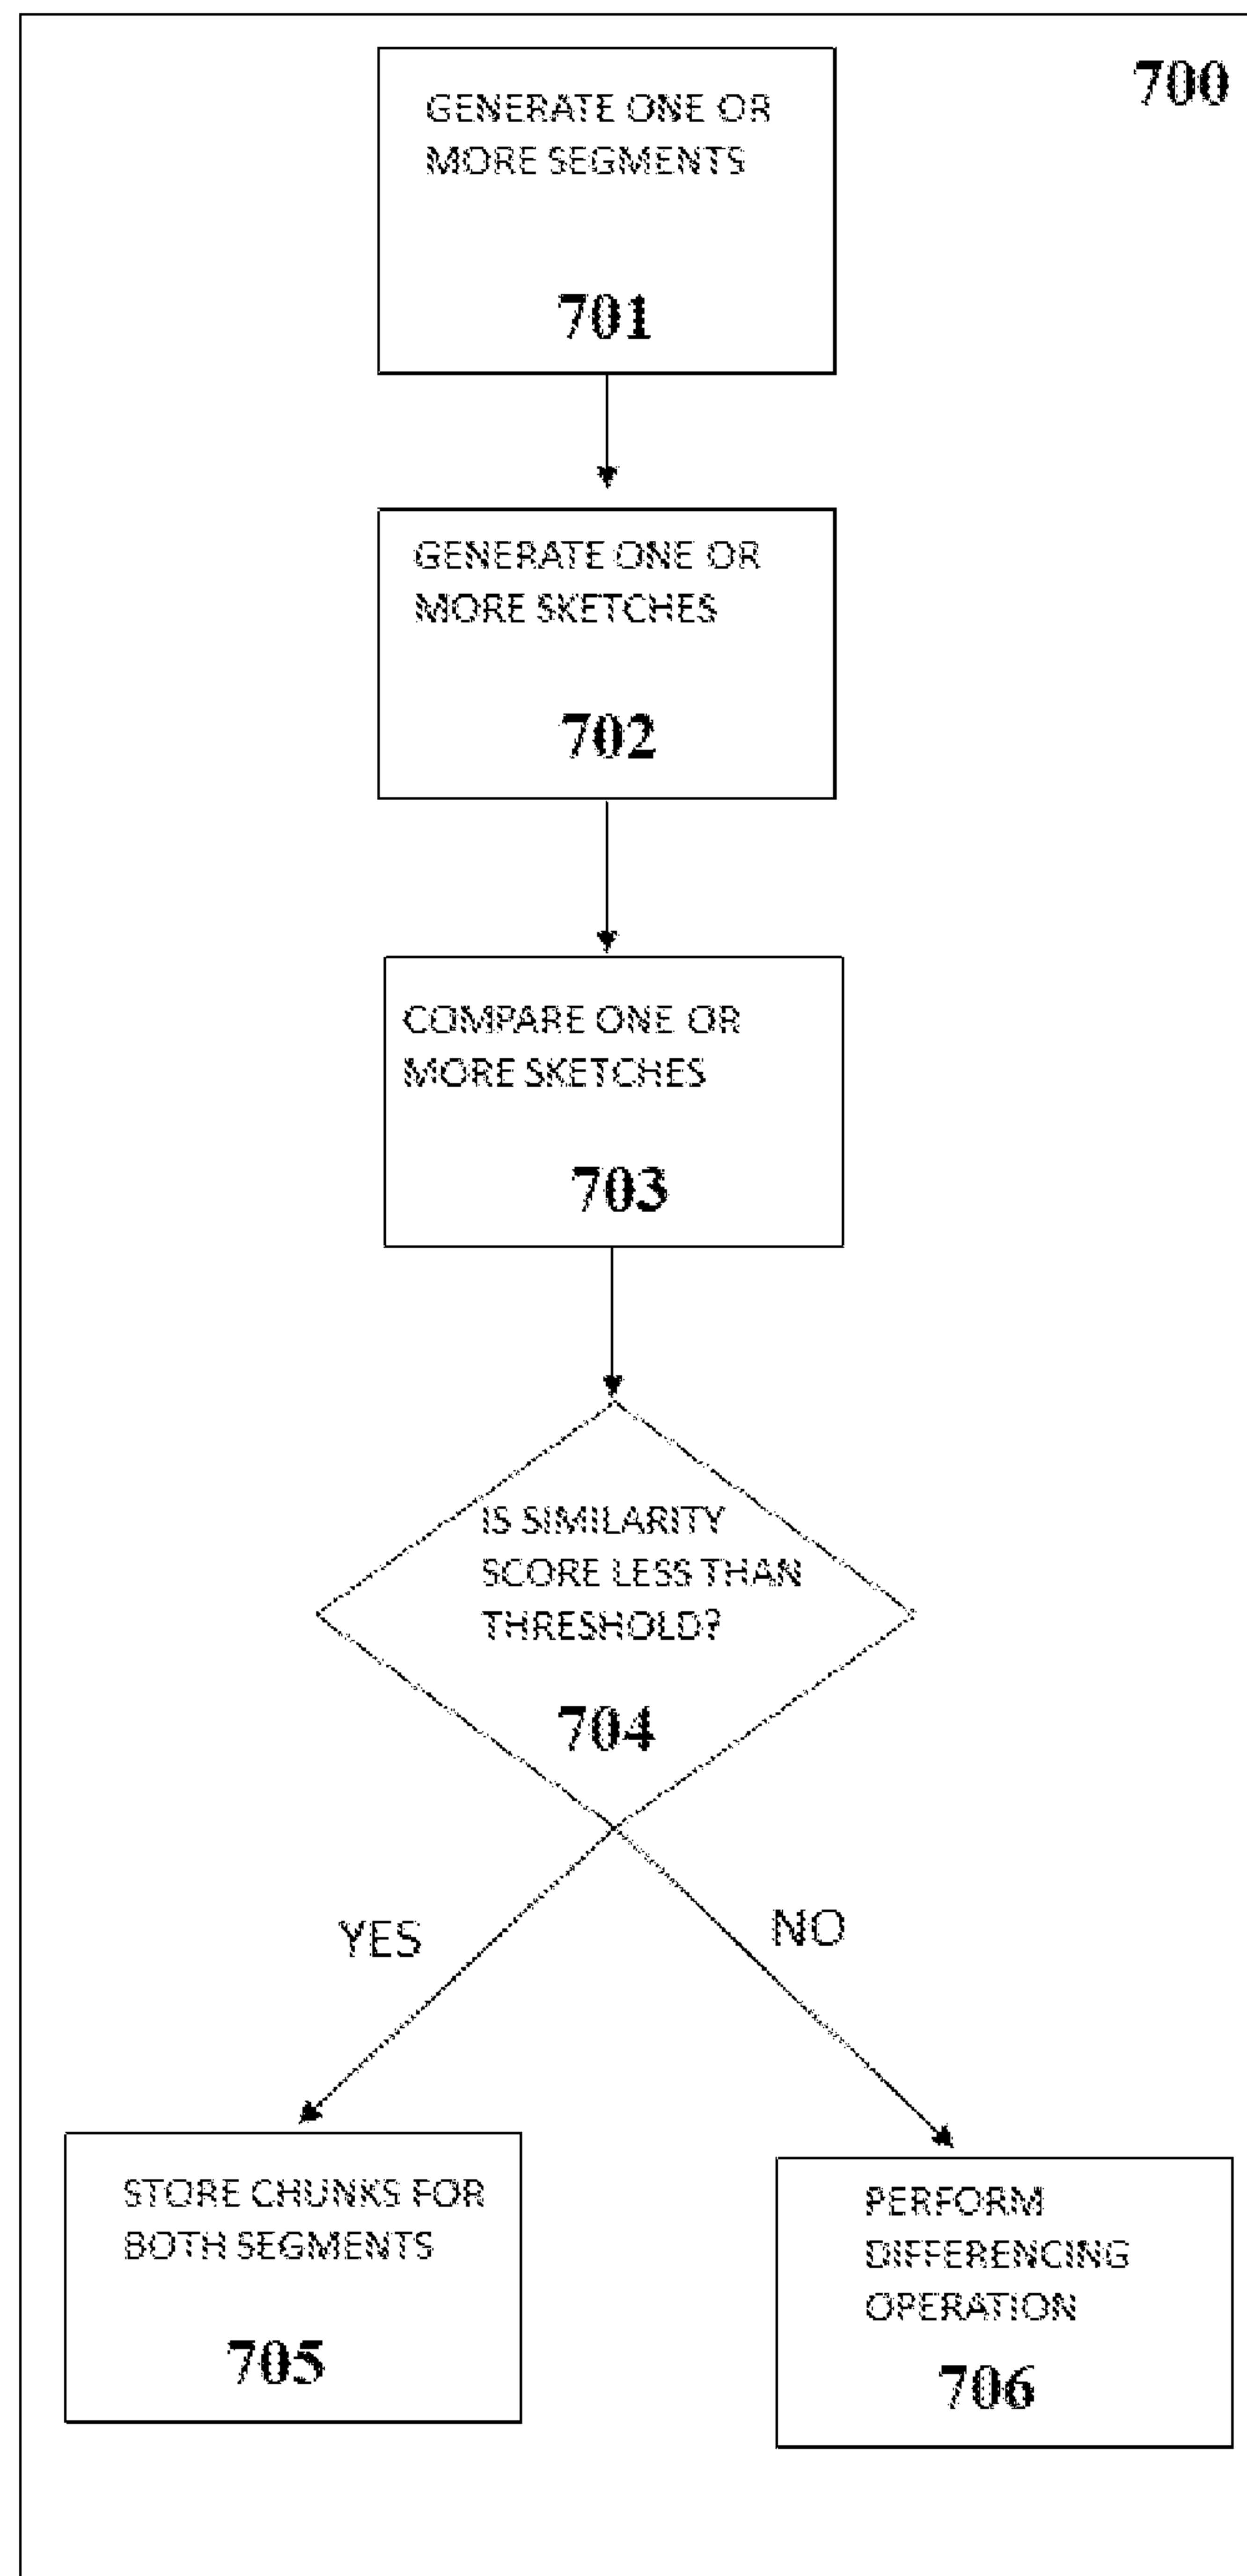 700
GENERATE ONE OR
MORE SEGMENTS
701
GENERATE ONE OR
MORE SKETCHES
702
COMPARE ONE OR
MORE SKETCHES
703
IS SIMILARITY
SCORE LESS THAN
THRESHOLD?
704
YES
NO
STORE CHUNKS FOR
BOTH SEGMENTS
705
PERFORM
DIFFERENCING
OPERATION
706